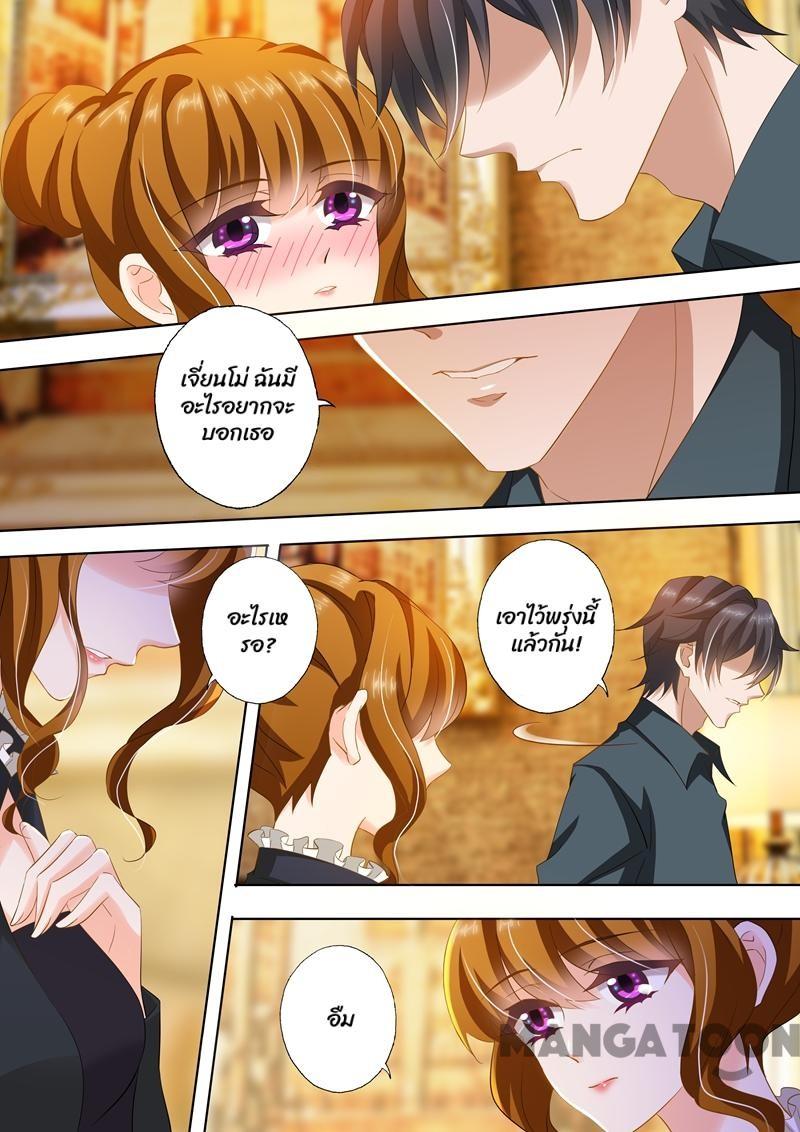 เจี่ยนโม่ ฉันมี
อะไรอยากจะ
บอกเธอ
อะไรเห
รอ?
เอาไว้พรุ่งนี้
แล้วกัน!
อืม
MANGATOON